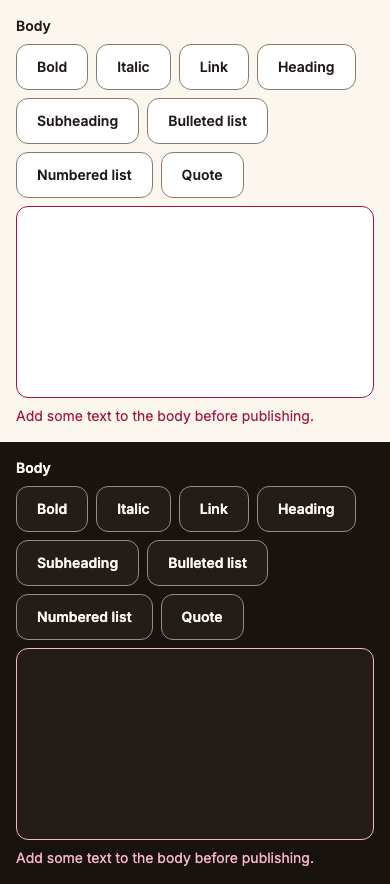 Body
Bold Italic Link Heading
Subheading Bulleted list
Numbered list Quote
Add some text to the body before publishing.
Body
Bold Italic Link Heading
Subheading Bulleted list
Numbered list Quote
Add some text to the body before publishing.